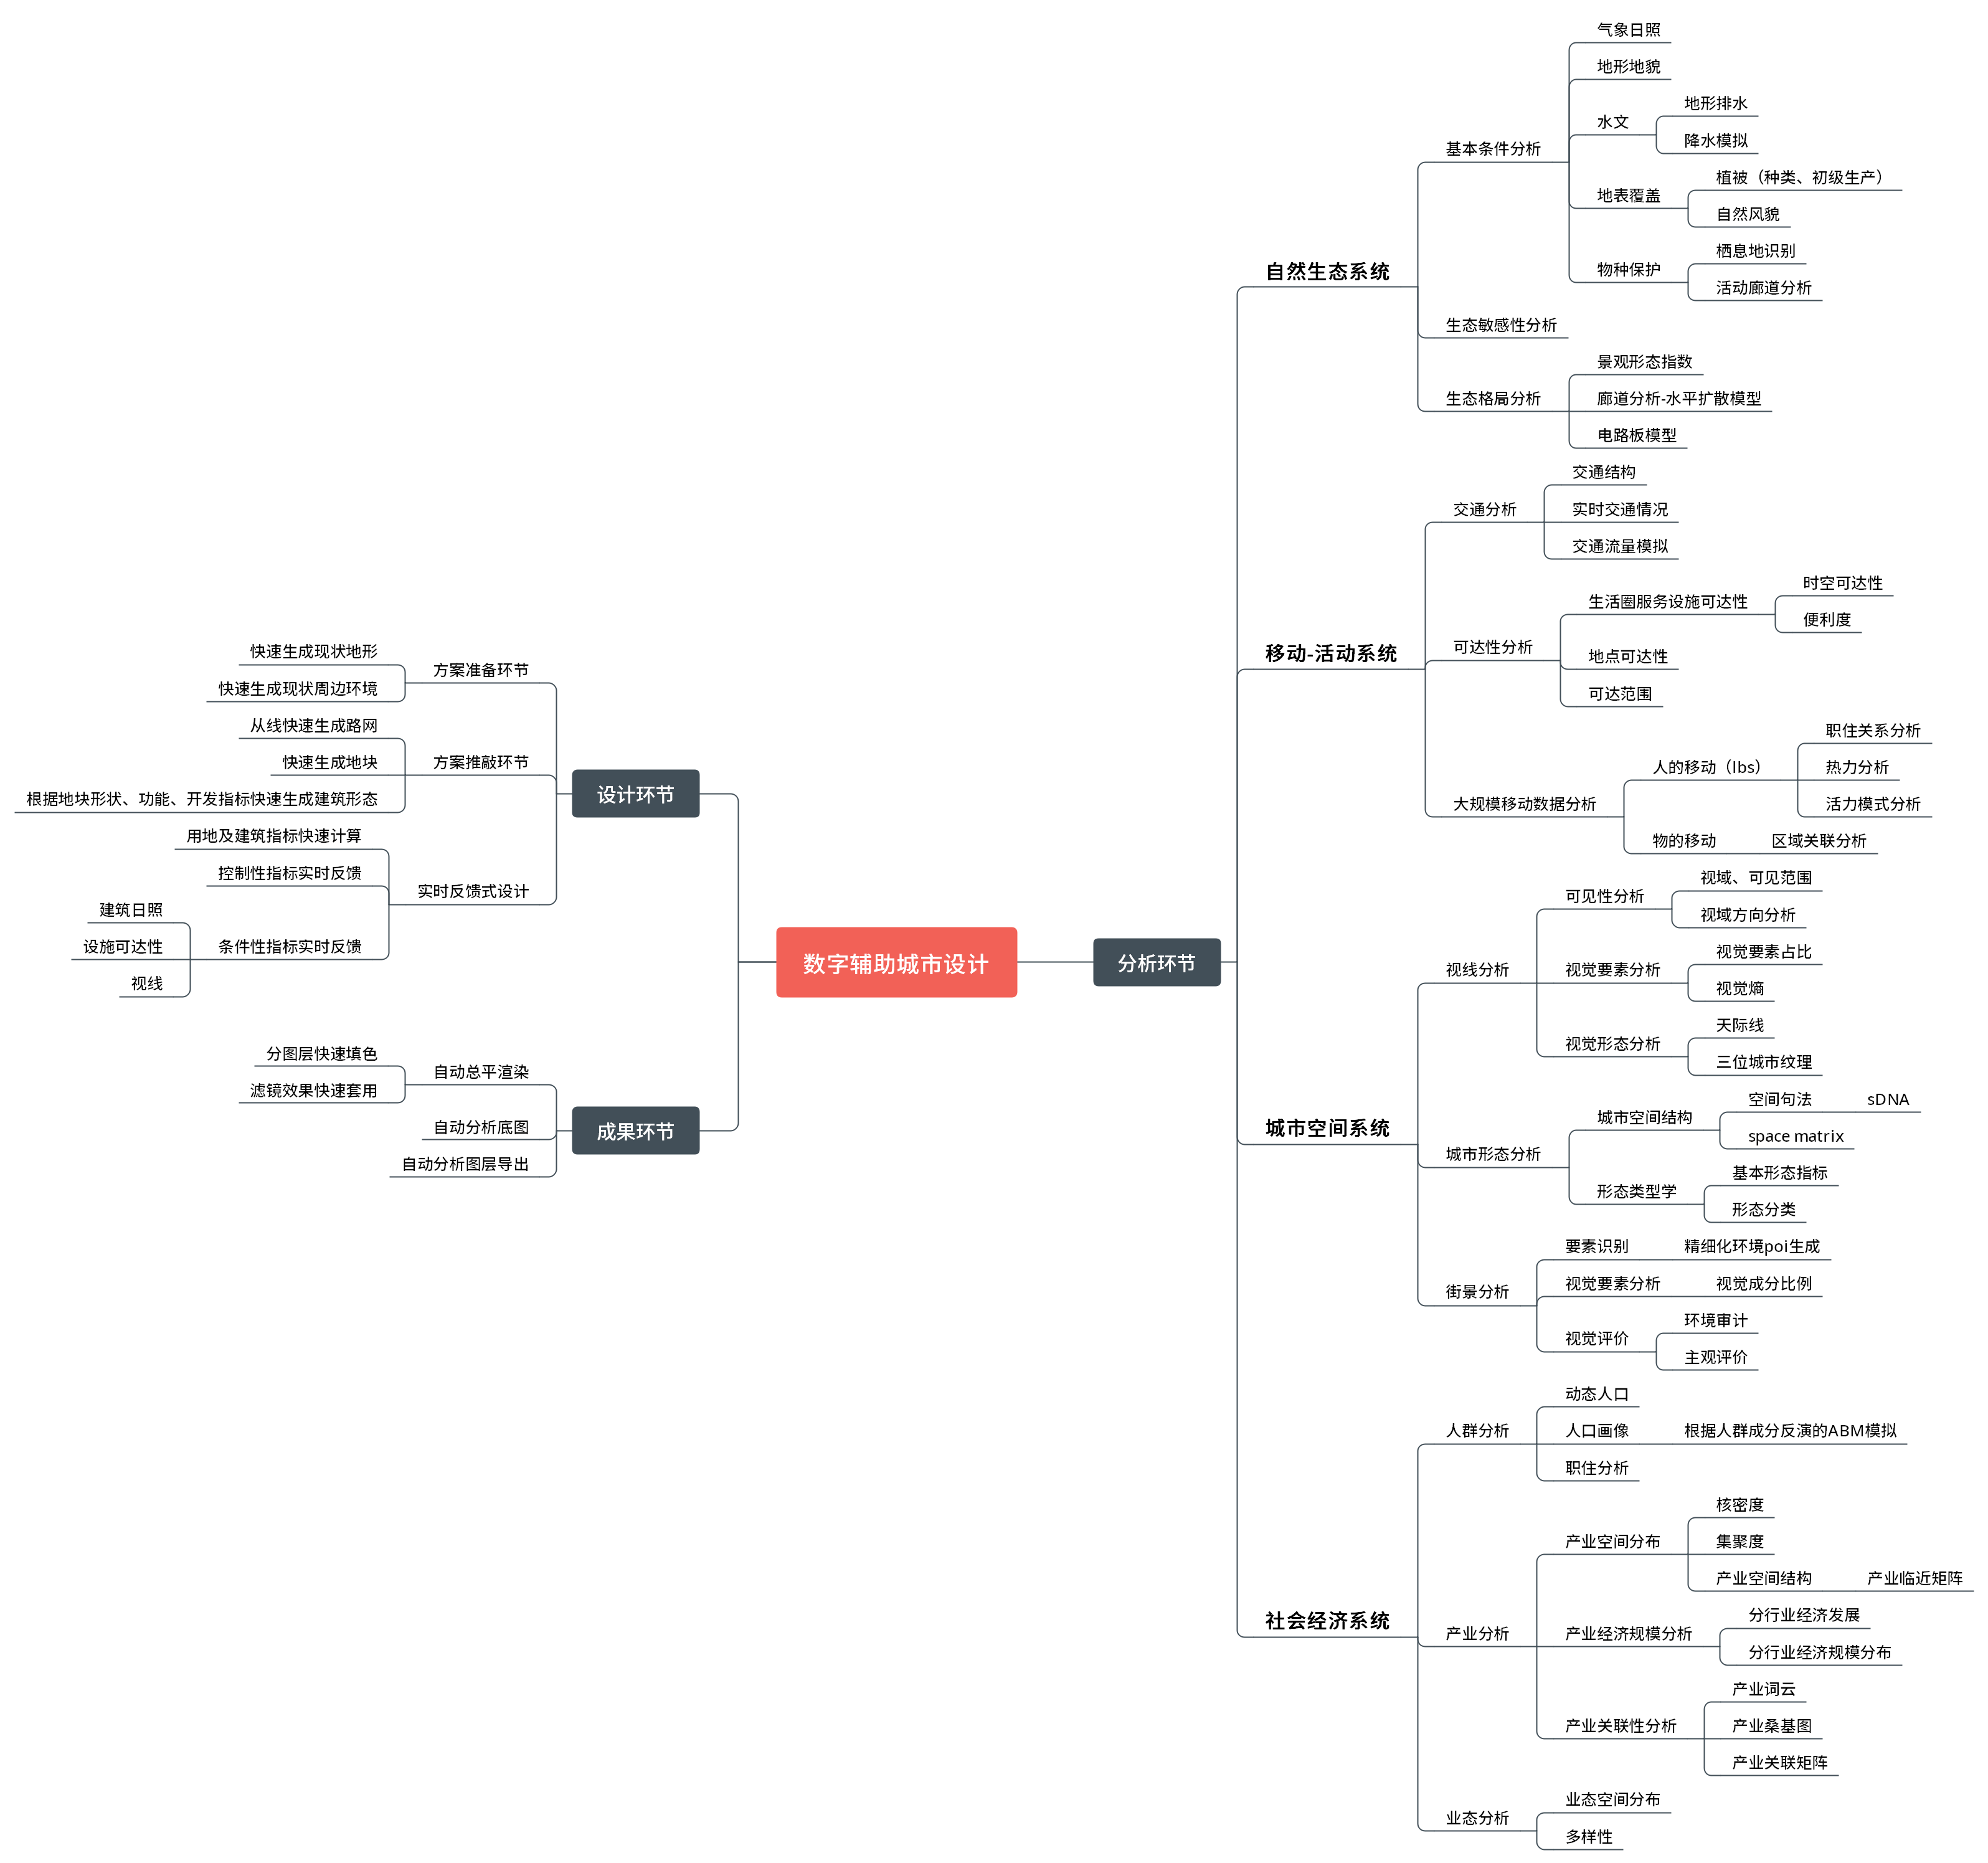 数字辅助城市设计
分析环节
自然生态系统
基本条件分析
气象日照
地形地貌
水文
地形排水
降水模拟
地表覆盖
植被（种类、初级生产）
自然风貌
物种保护
栖息地识别
活动廊道分析
生态敏感性分析
生态格局分析
景观形态指数
廊道分析-水平扩散模型
电路板模型
移动-活动系统
交通分析
交通结构
实时交通情况
交通流量模拟
可达性分析
生活圈服务设施可达性
时空可达性
便利度
地点可达性
可达范围
大规模移动数据分析
人的移动（lbs）
职住关系分析
热力分析
活力模式分析
物的移动
区域关联分析
城市空间系统
视线分析
可见性分析
视域、可见范围
视域方向分析
视觉要素分析
视觉要素占比
视觉熵
视觉形态分析
天际线
三位城市纹理
城市形态分析
城市空间结构
空间句法
sDNA
space matrix
形态类型学
基本形态指标
形态分类
街景分析
要素识别
精细化环境poi生成
视觉要素分析
视觉成分比例
视觉评价
环境审计
主观评价
社会经济系统
人群分析
动态人口
人口画像
根据人群成分反演的ABM模拟
职住分析
产业分析
产业空间分布
核密度
集聚度
产业空间结构
产业临近矩阵
产业经济规模分析
分行业经济发展
分行业经济规模分布
产业关联性分析
产业词云
产业桑基图
产业关联矩阵
业态分析
业态空间分布
多样性
设计环节
方案准备环节
快速生成现状地形
快速生成现状周边环境
方案推敲环节
从线快速生成路网
快速生成地块
根据地块形状、功能、开发指标快速生成建筑形态
实时反馈式设计
用地及建筑指标快速计算
控制性指标实时反馈
条件性指标实时反馈
建筑日照
设施可达性
视线
成果环节
自动总平渲染
分图层快速填色
滤镜效果快速套用
自动分析底图
自动分析图层导出